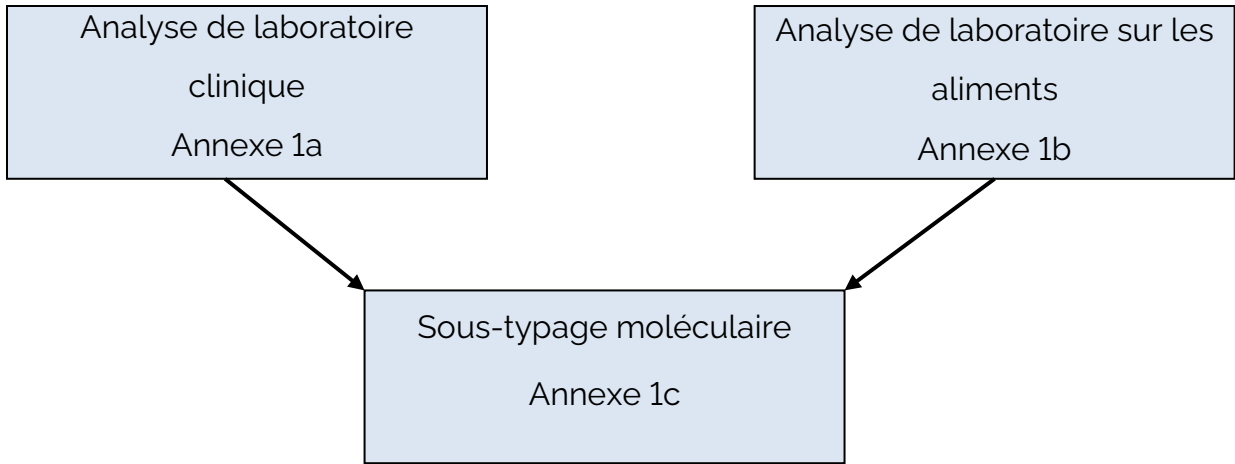 Analyse de laboratoire
clinique
Annexe 1a
Analyse de laboratoire sur les
aliments
Annexe 1b
Sous-typage moléculaire
Annexe 1c